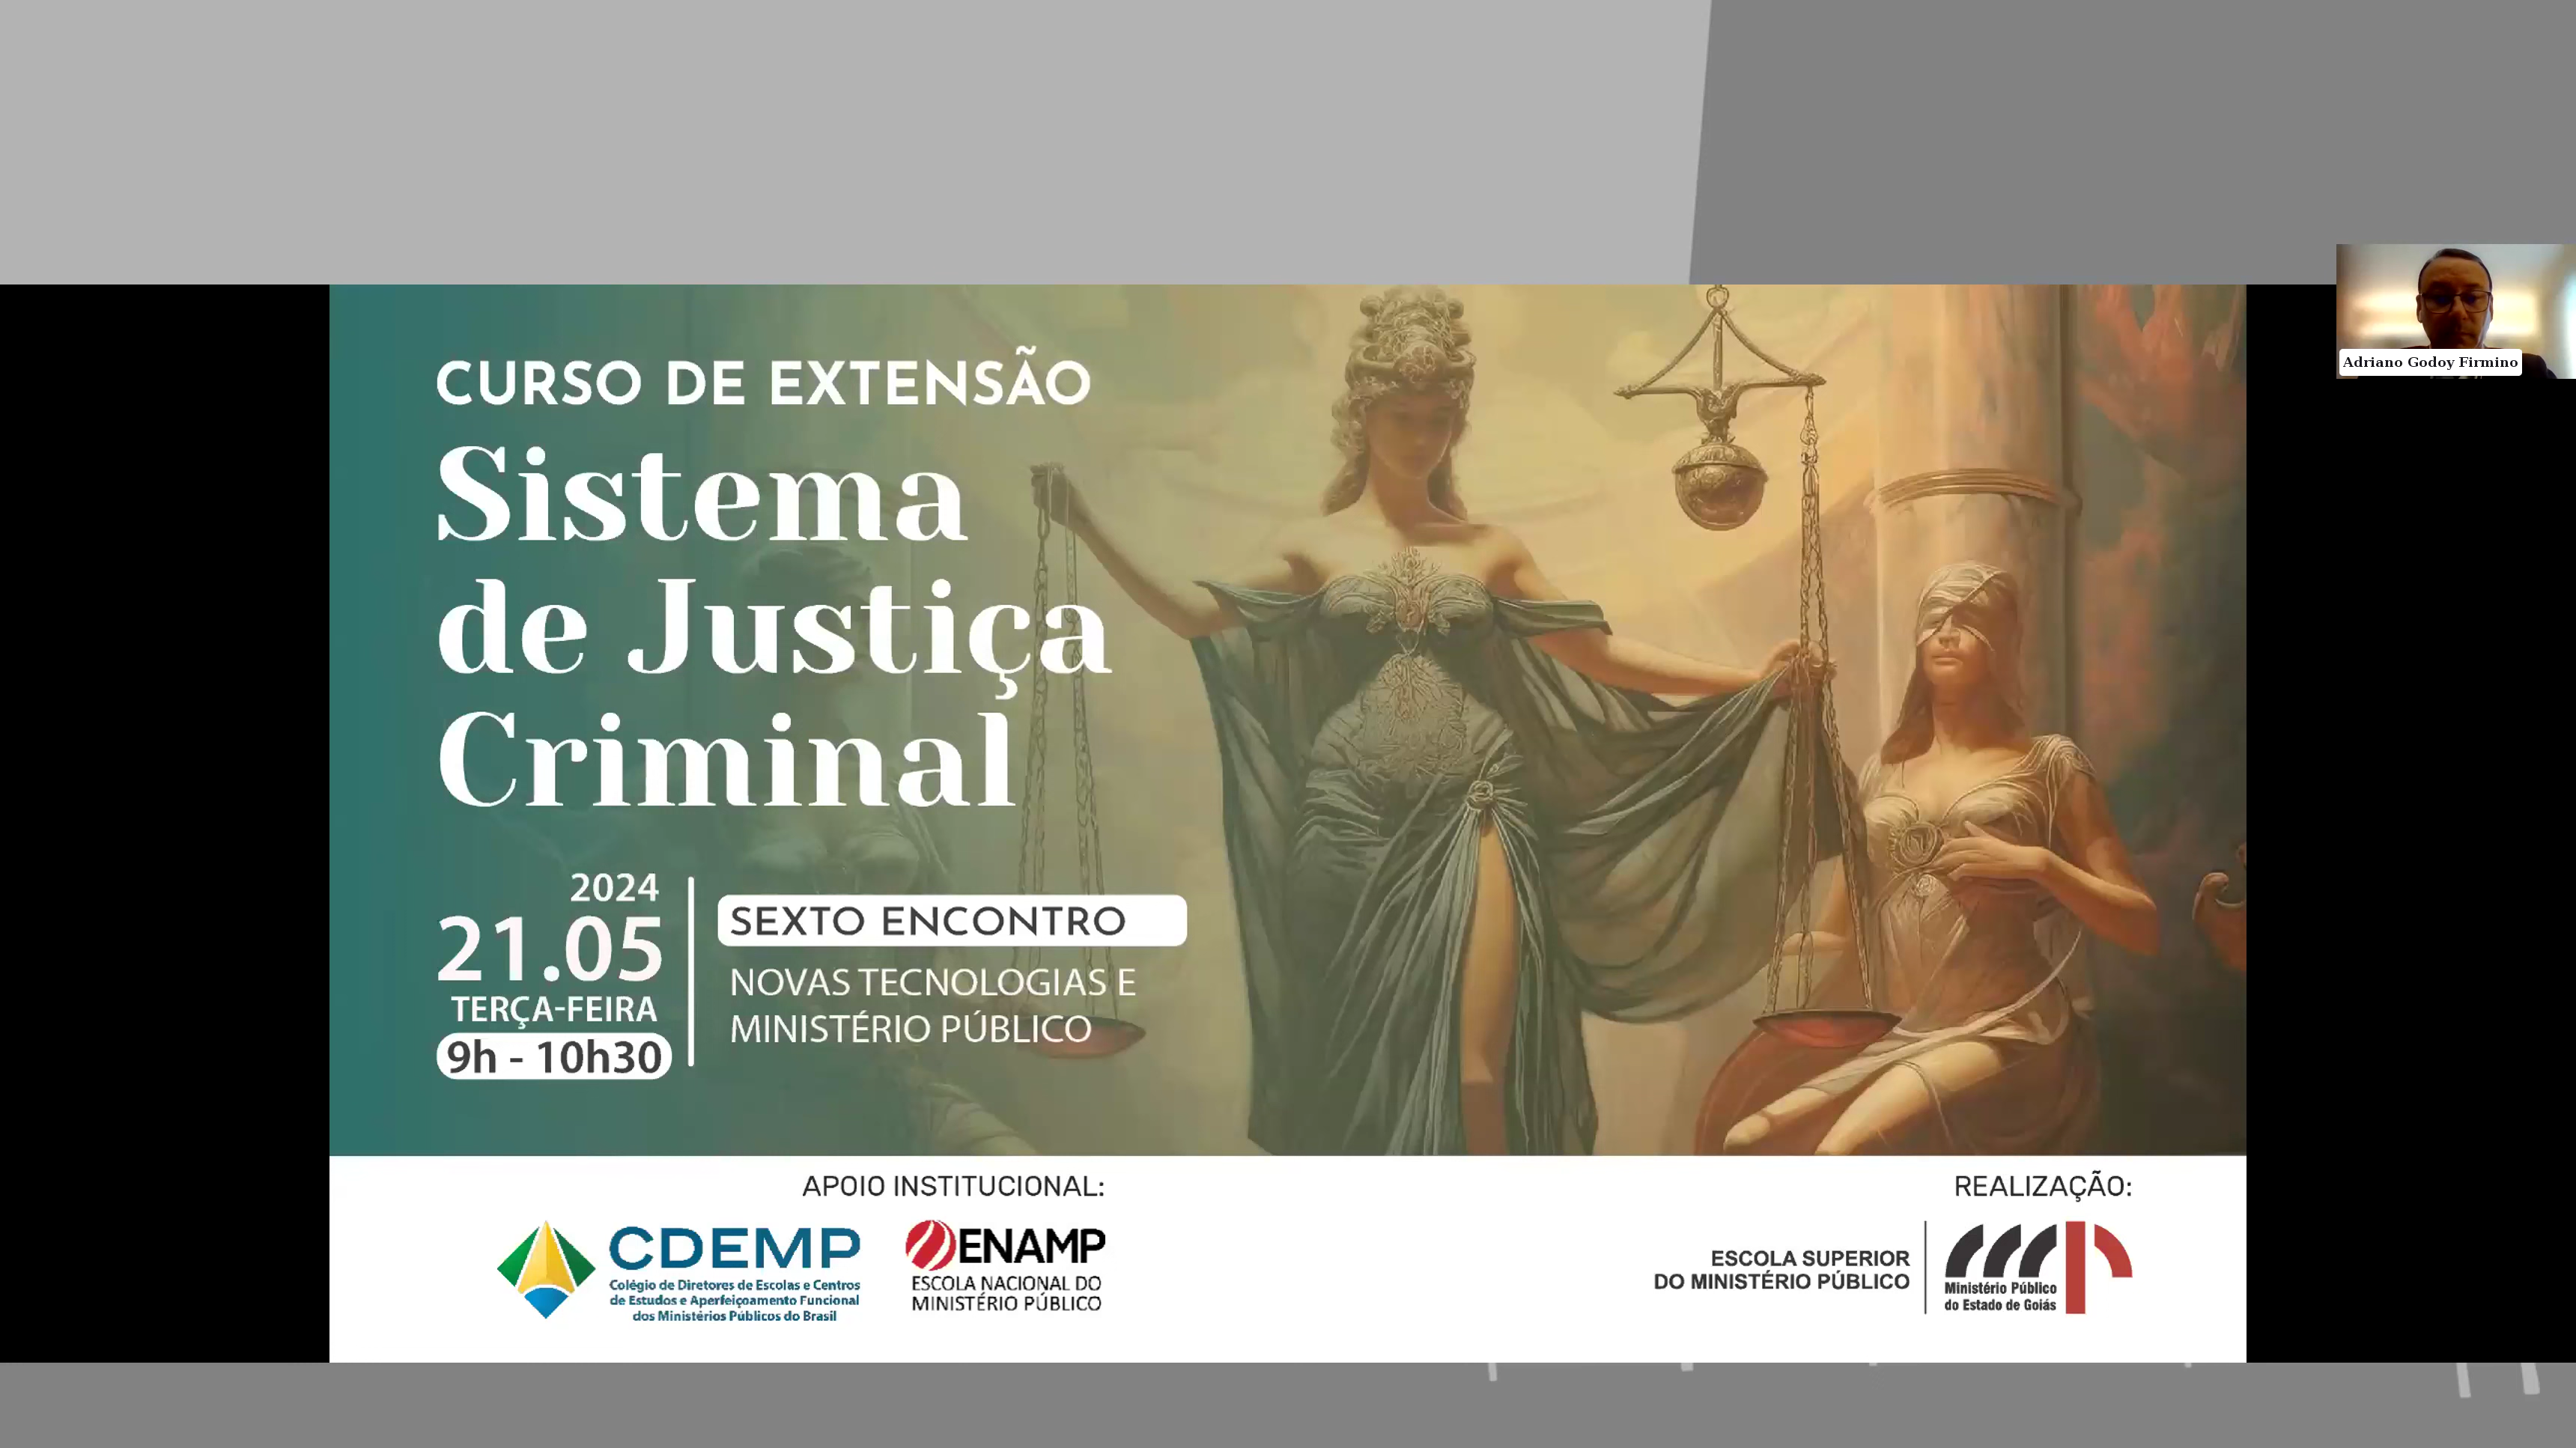 CURSO DE EXTENSÃO
Sistema
de Justiça
Criminal
2024
21.05
TERÇA-FEIRA
9h - 10h30
SEXTO ENCONTRO
NOVAS TECNOLOGIAS E
MINISTÉRIO PÚBLICO
Adriano Godoy Firmino
APOIO INSTITUCIONAL:
CDEMP
Colégio de Diretores de Escolas e Centros
de Estudos e Aperfeiçoamento Funcional
dos Ministérios Públicos do Brasil
ENAMP
ESCOLA NACIONAL DO
MINISTÉRIO PÚBLICO
REALIZAÇÃO:
ESCOLA SUPERIOR
DO MINISTÉRIO PÚBLICO
MP
Ministério Público
do Estado de Goiás